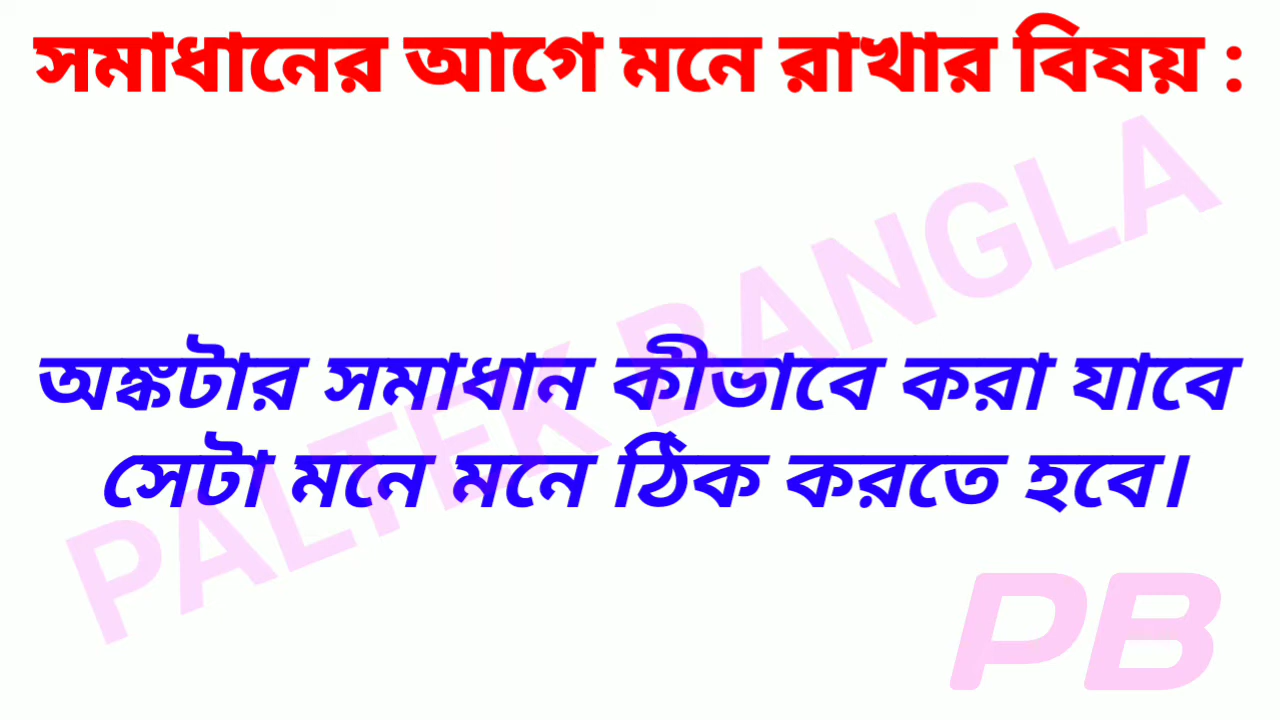 সমাধানের আগে মনে রাখার বিষয় :
অঙ্কটার সমাধান কীভাবে করা যাবে
সেটা মনে মনে ঠিক করতে হবে।
PALTEK BANGLA
PB